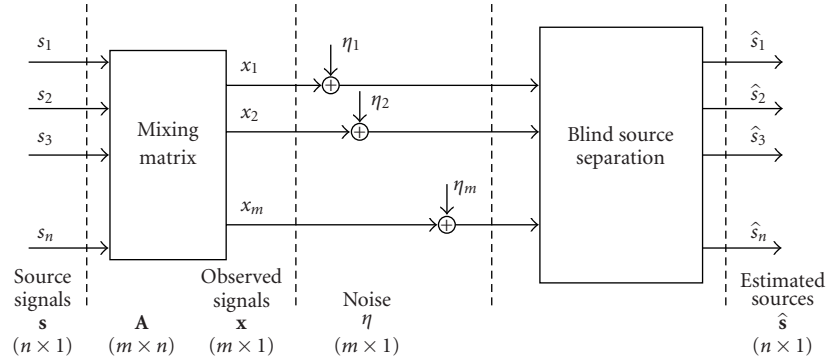 s₁ η₁ ŝ₁
x₁
s₂ η₂ ŝ₂
x₂
s₃ ŝ₃
Mixing
matrix
Blind source
separation
xₘ ηₘ
sₙ ŝₙ
Source
signals
s
(n × 1)
A
(m × n)
Observed
signals
x
(m × 1)
Noise
η
(m × 1)
Estimated
sources
ŝ
(n × 1)